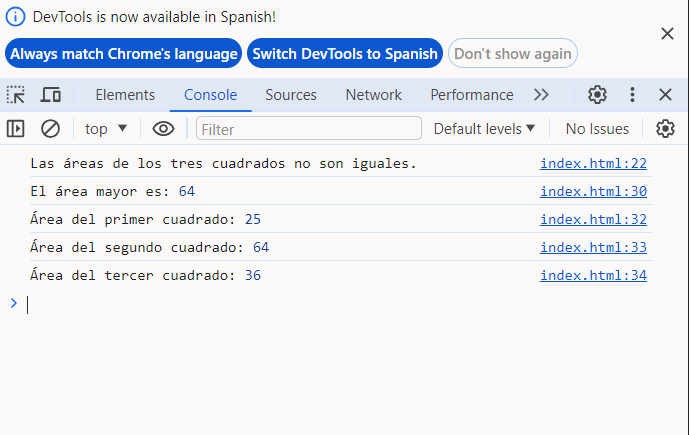 DevTools is now available in Spanish!
Always match Chrome's language Switch DevTools to Spanish Don't show again
Elements Console Sources Network Performance
top Filter Default levels No Issues
Las áreas de los tres cuadrados no son iguales. index.html:22
El área mayor es: 64 index.html:30
Área del primer cuadrado: 25 index.html:32
Área del segundo cuadrado: 64 index.html:33
Área del tercer cuadrado: 36 index.html:34